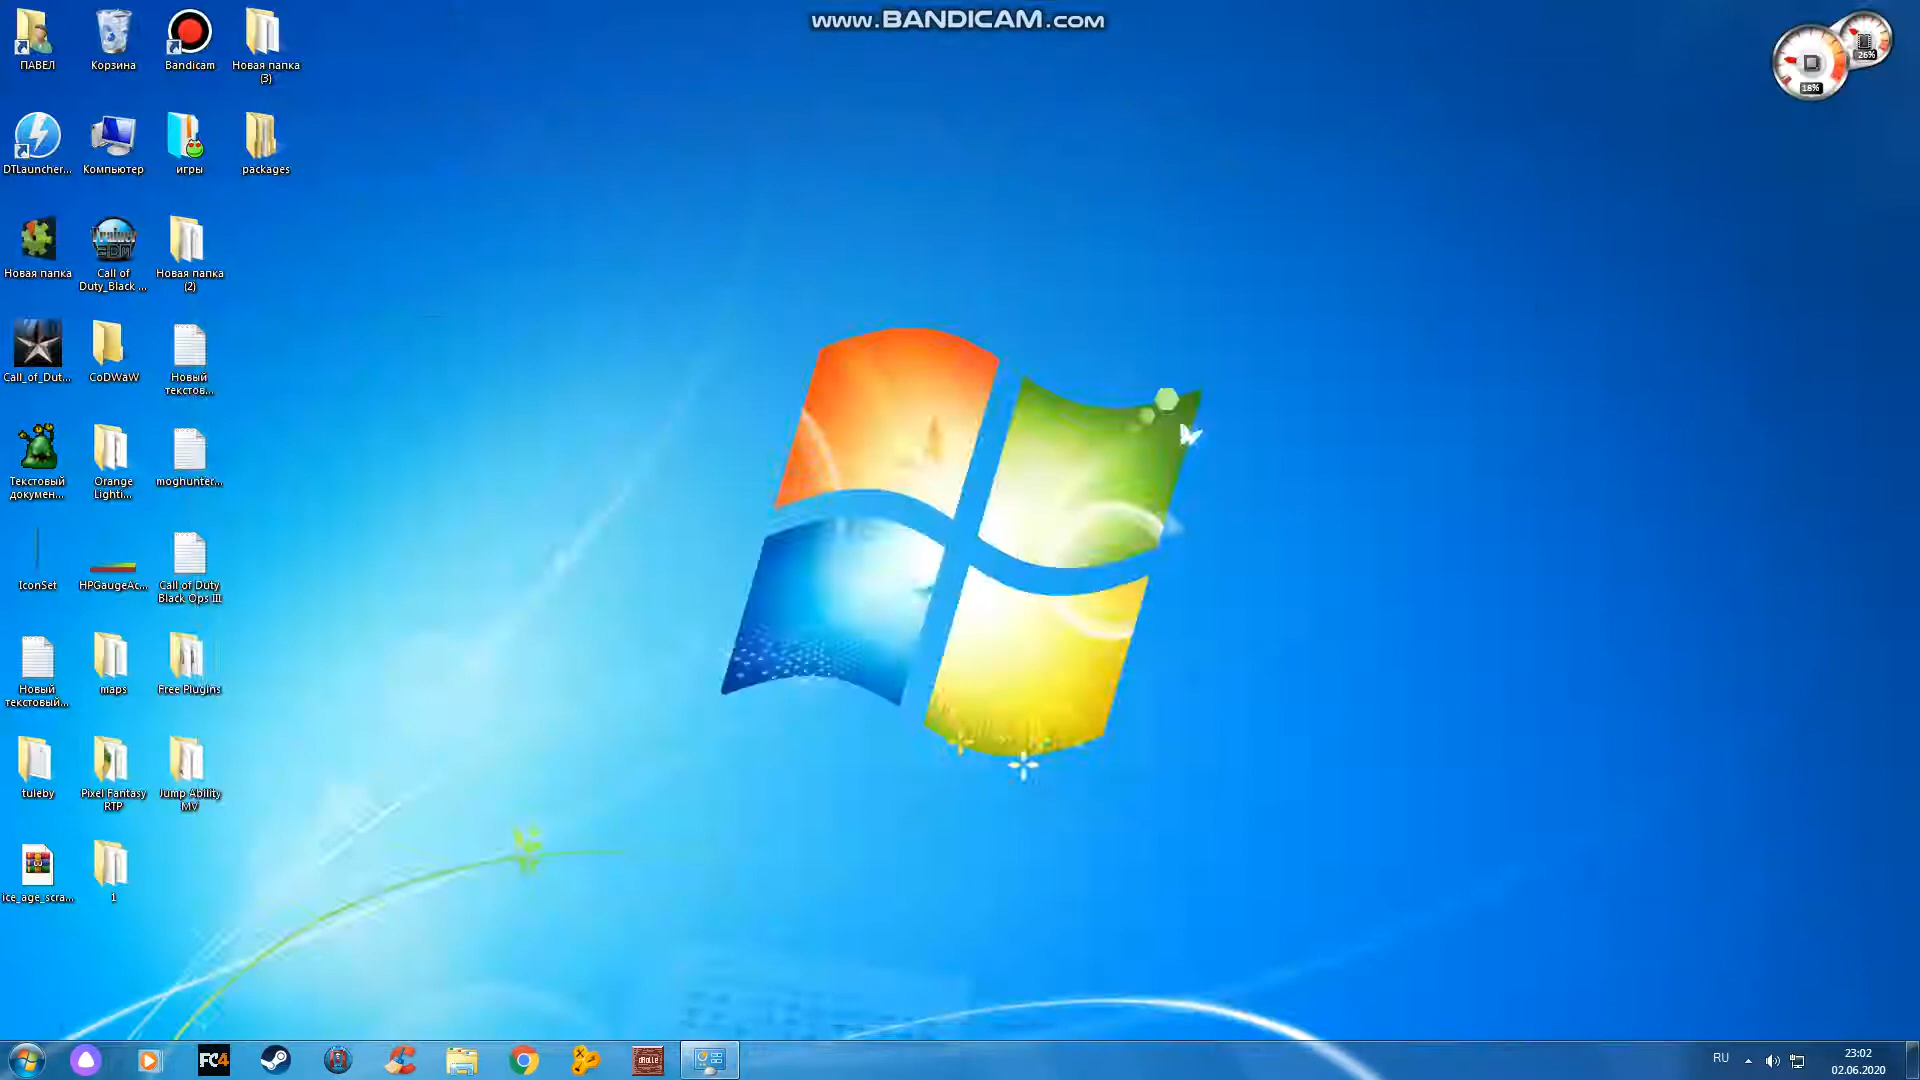 www.BANDICAM.com
ПАВЕЛ
Корзина
Bandicam
Новая папка
(3)
26%
18%
DTLauncher...
Компьютер
игры
packages
Новая папка
Call of
Duty_Black ...
Новая папка
(2)
Call_of_Dut...
CoDWaW
Новый
текстов...
Текстовый
докумен...
Orange
Lighti...
moghunter...
IconSet
HPGaugeAc...
Call of Duty
Black Ops III
Новый
текстовый...
maps
Free Plugins
tuleby
Pixel Fantasy
RTP
Jump Ability
MV
ice_age_scra...
1
FC4
RU
23:02
02.06.2020